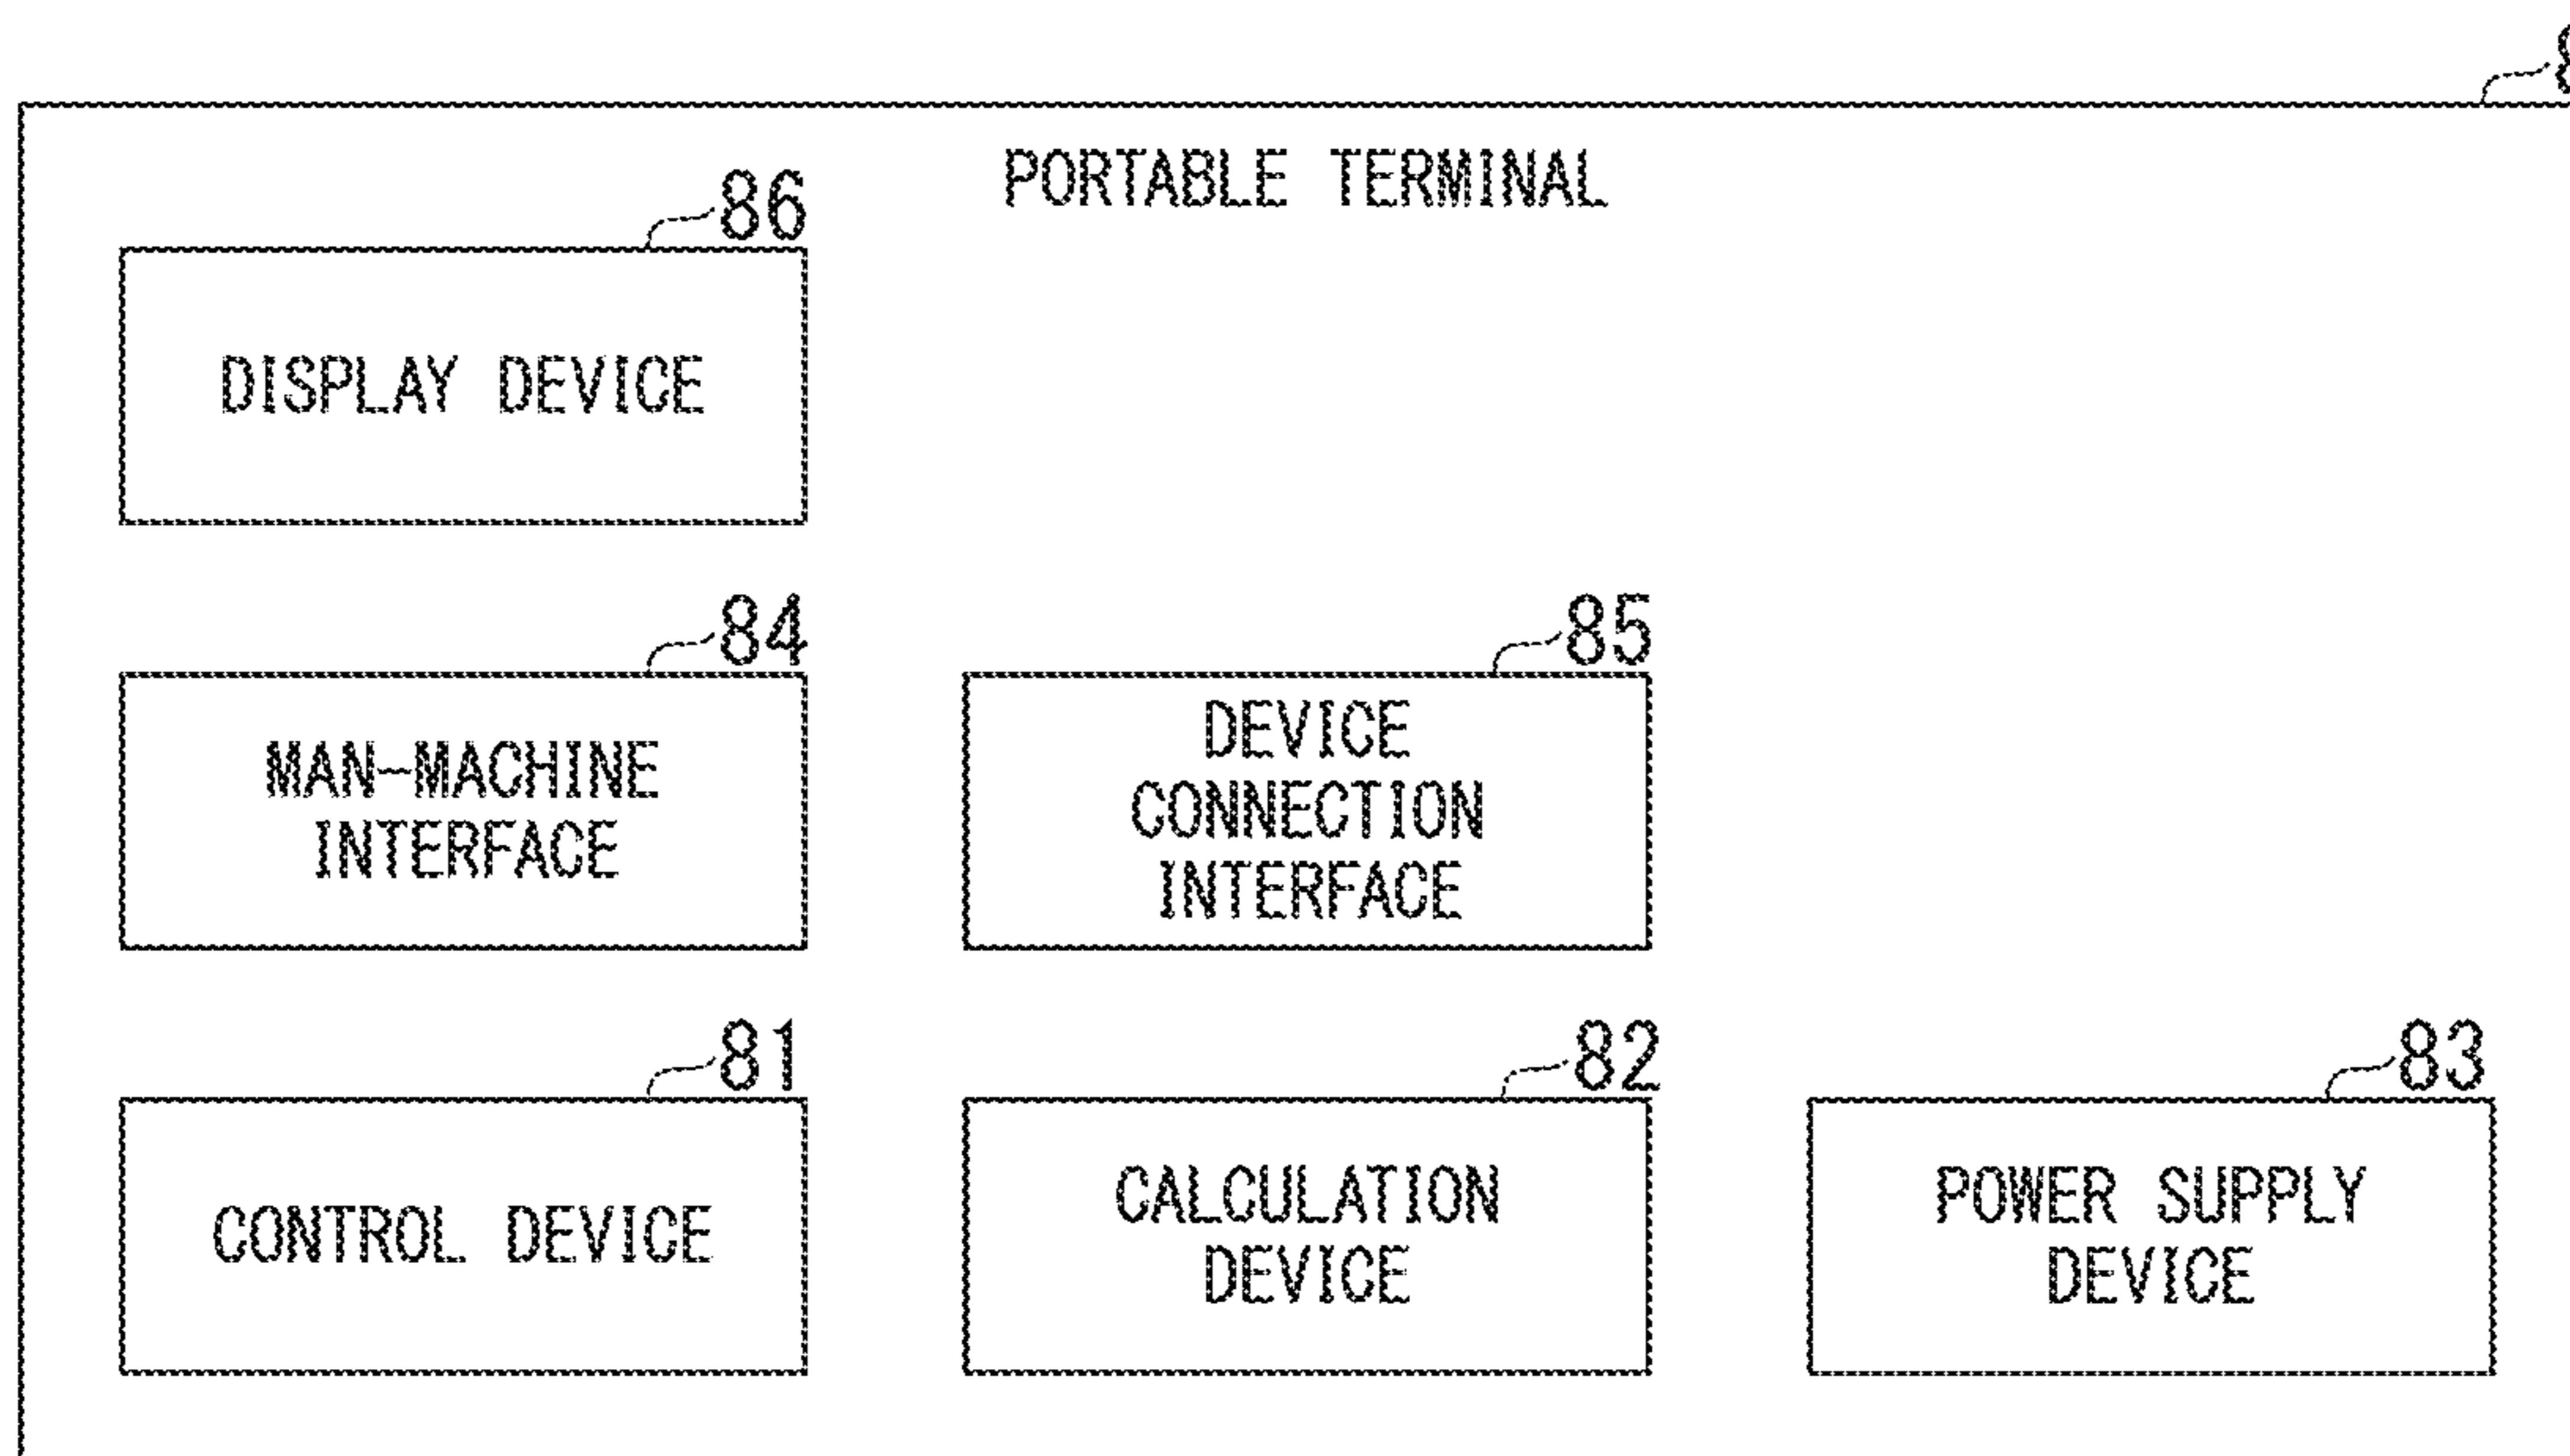 PORTABLE TERMINAL
86
DISPLAY DEVICE
84
85
MAN-MACHINE
INTERFACE
DEVICE
CONNECTION
INTERFACE
81
82
83
CONTROL DEVICE
CALCULATION
DEVICE
POWER SUPPLY
DEVICE